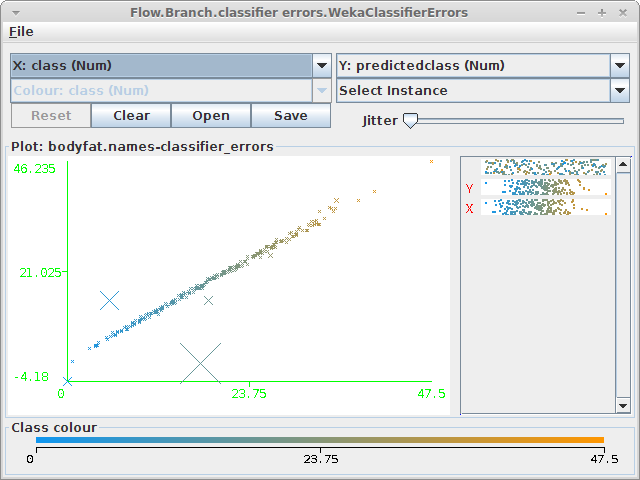 Flow.Branch.classifier errors.WekaClassifierErrors
File
X: class (Num) Y: predictedclass (Num)
Colour: class (Num) Select Instance
Reset Clear Open Save Jitter
Plot: bodyfat.names-classifier_errors
46.235
21.025
-4.18
0 23.75 47.5
Y
X
Class colour
0 23.75 47.5